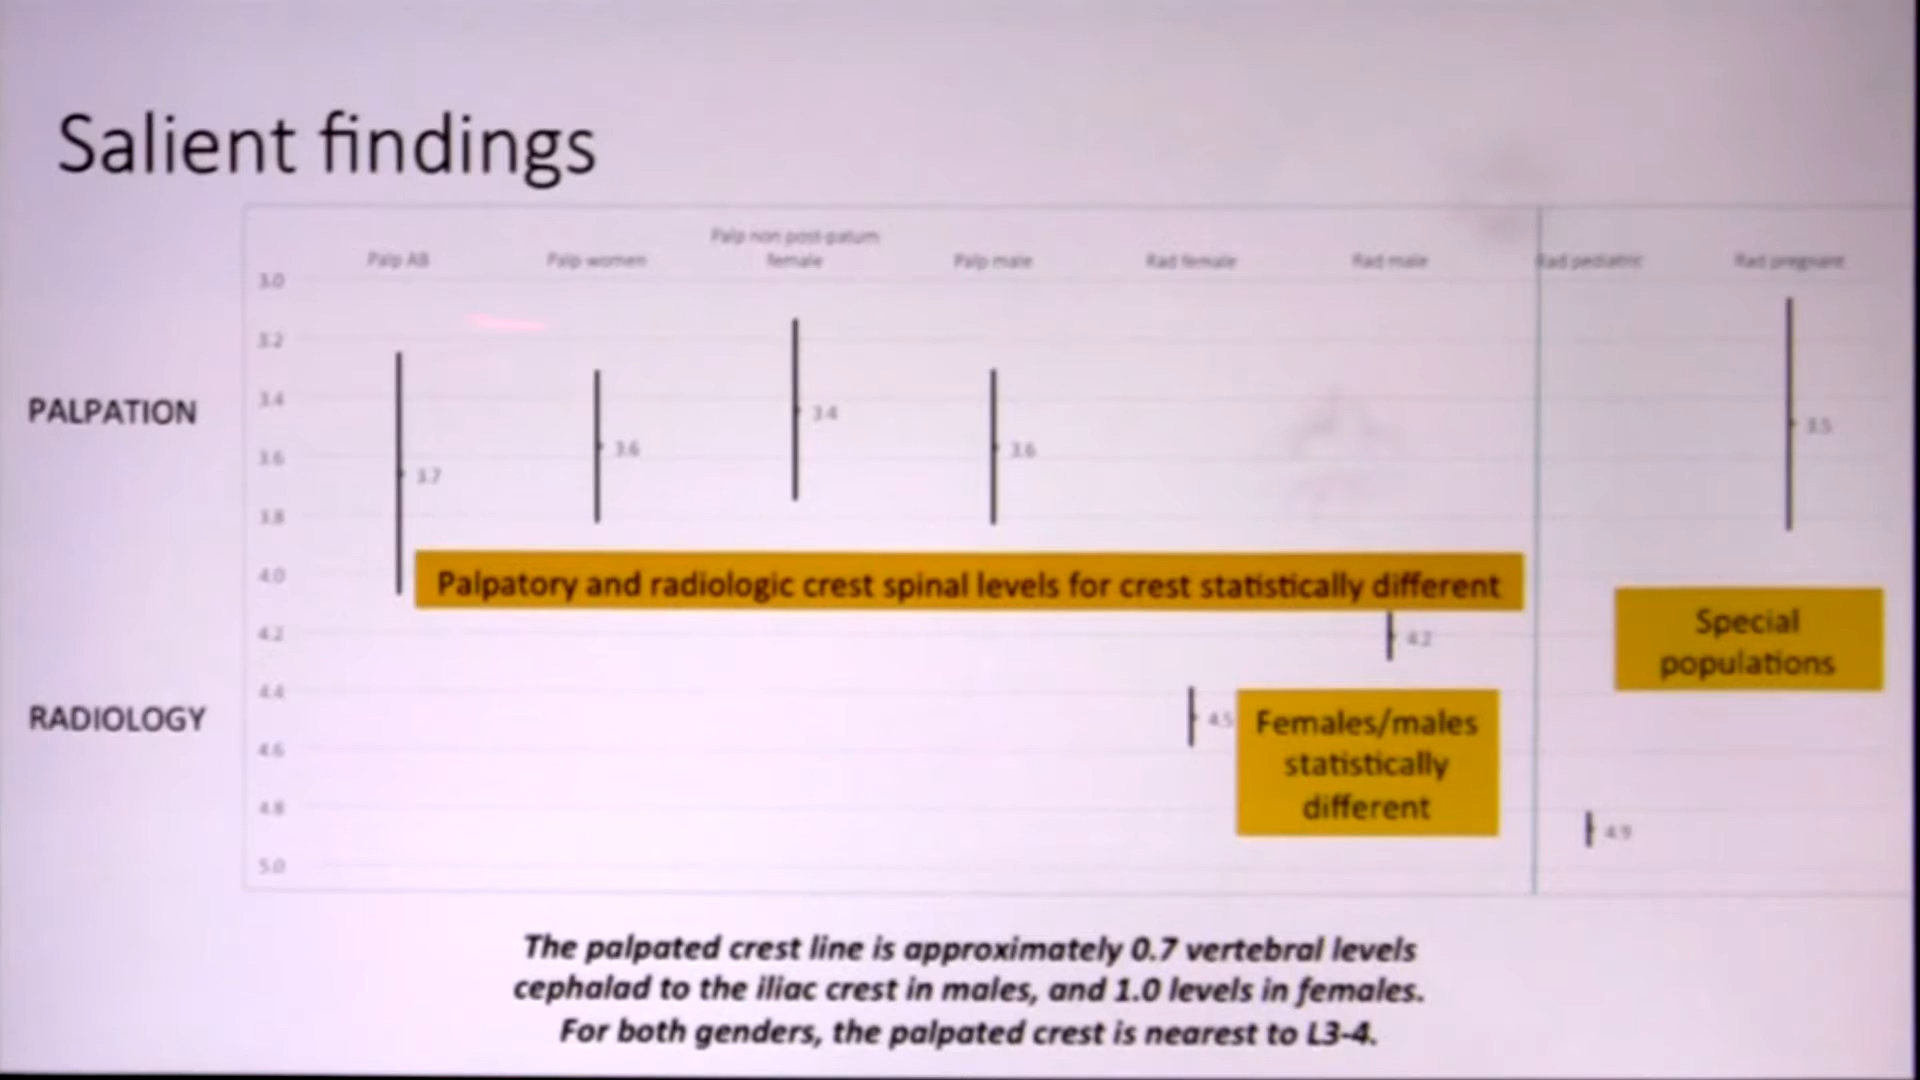 Salient findings
Palp non post-patum
Palp AB Palp women female Palp male Rad female Rad male Rad pediatric Rad pregnant
3.0
3.2
PALPATION
3.4
3.4
3.5
3.6
3.6
3.6
3.7
3.8
4.0
Palpatory and radiologic crest spinal levels for crest statistically different
Special
populations
4.2
4.2
4.4
RADIOLOGY
4.5
Females/males
statistically
different
4.6
4.8
4.9
5.0
The palpated crest line is approximately 0.7 vertebral levels
cephalad to the iliac crest in males, and 1.0 levels in females.
For both genders, the palpated crest is nearest to L3-4.